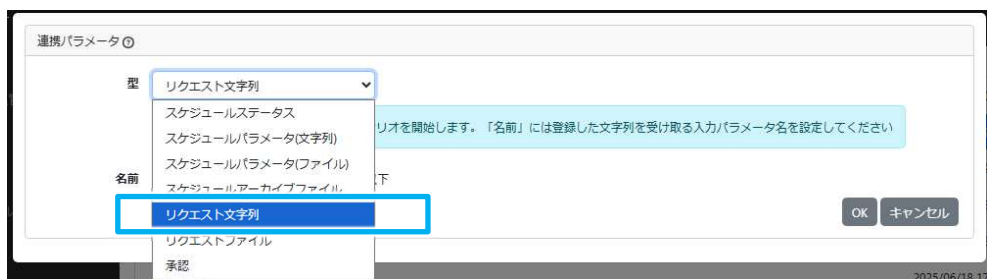 連携パラメータ
型
リクエスト文字列
スケジュールステータス
リオを開始します。「名前」には登録した文字列を受け取る入力パラメータ名を設定してください
スケジュールパラメータ(文字列)
スケジュールパラメータ(ファイル)
名前
下
スケジュールアーカイブファイル
リクエスト文字列
OK
キャンセル
リクエストファイル
承認
2025/06/18 17